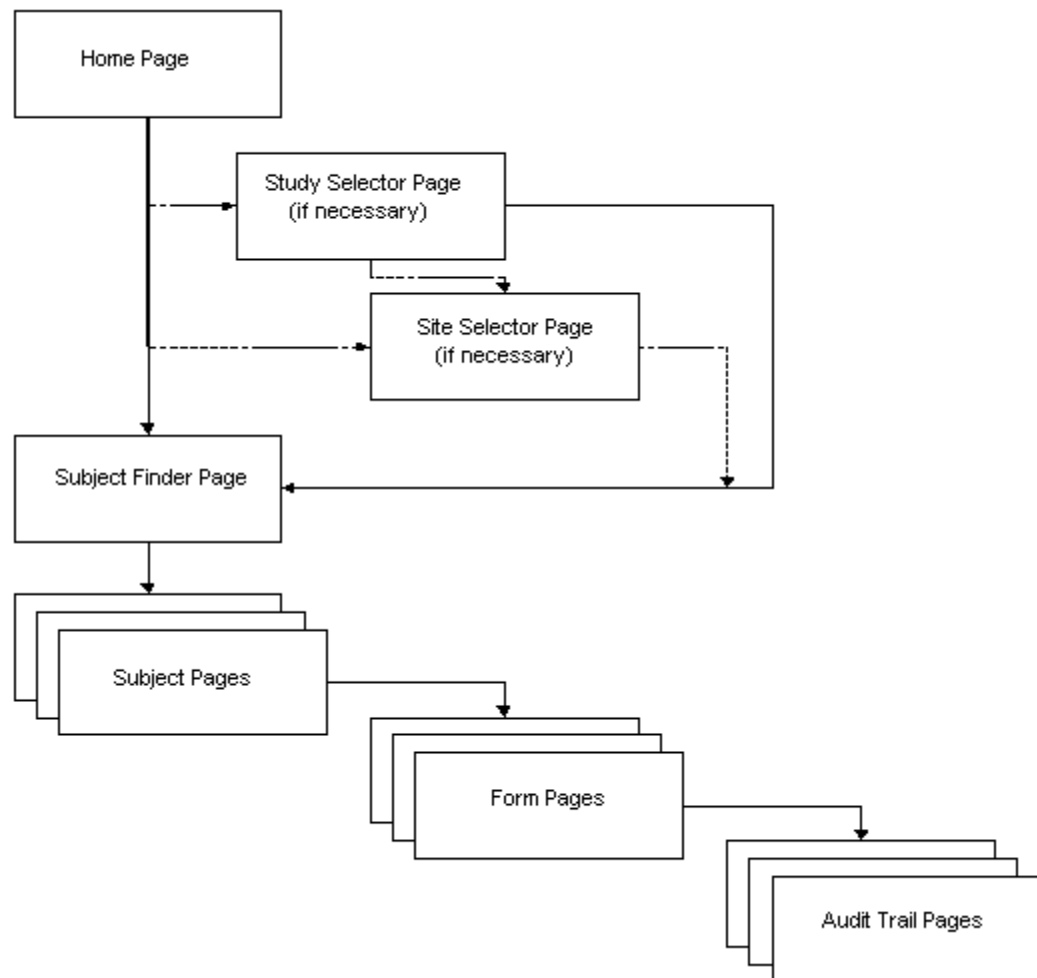 Home Page
Study Selector Page
(if necessary)
Site Selector Page
(if necessary)
Subject Finder Page
Subject Pages
Form Pages
Audit Trail Pages